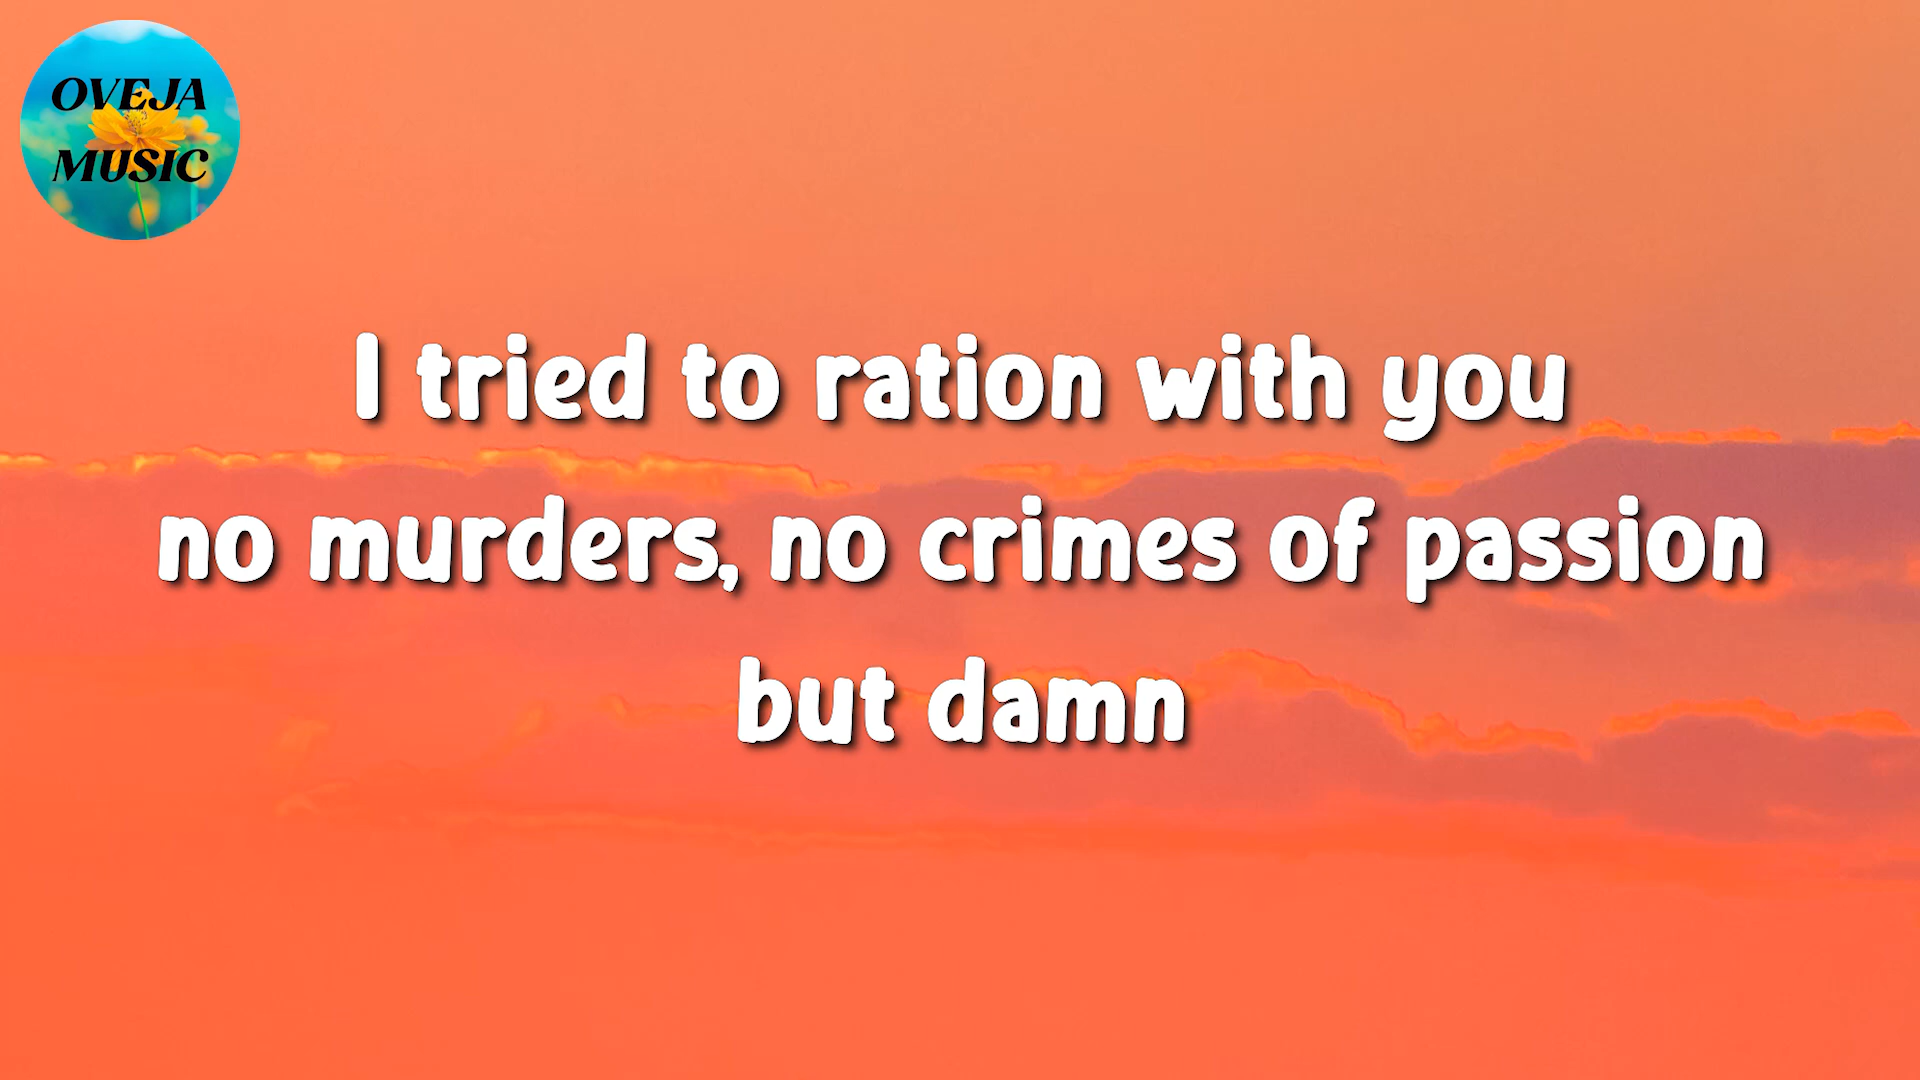 OVEJA
MUSIC
I tried to ration with you
no murders, no crimes of passion
but damn